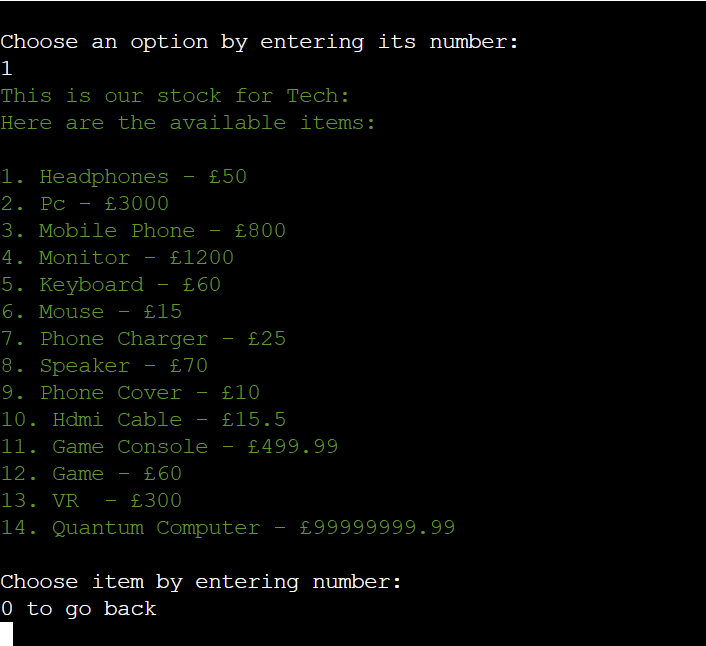 Choose an option by entering its number:
1
This is our stock for Tech:
Here are the available items:
1. Headphones - £50
2. Pc - £3000
3. Mobile Phone - £800
4. Monitor - £1200
5. Keyboard - £60
6. Mouse - £15
7. Phone Charger - £25
8. Speaker - £70
9. Phone Cover - £10
10. Hdmi Cable - £15.5
11. Game Console - £499.99
12. Game - £60
13. VR  - £300
14. Quantum Computer - £99999999.99
Choose item by entering number:
0 to go back